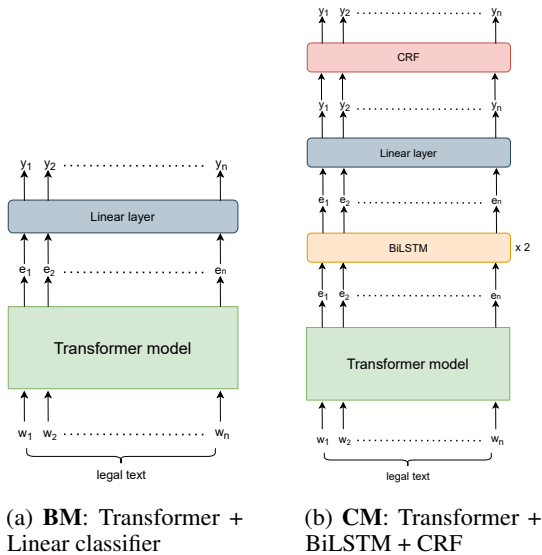 y1 y2 ........................ yn
Linear layer
e1 e2 ........................ en
Transformer model
w1 w2 ........................ wn
legal text
(a) BM: Transformer +
Linear classifier
y1 y2 ........................ yn
CRF
y1 y2 ........................ yn
Linear layer
e1 e2 ........................ en
BiLSTM x 2
e1 e2 ........................ en
Transformer model
w1 w2 ........................ wn
legal text
(b) CM: Transformer +
BiLSTM + CRF